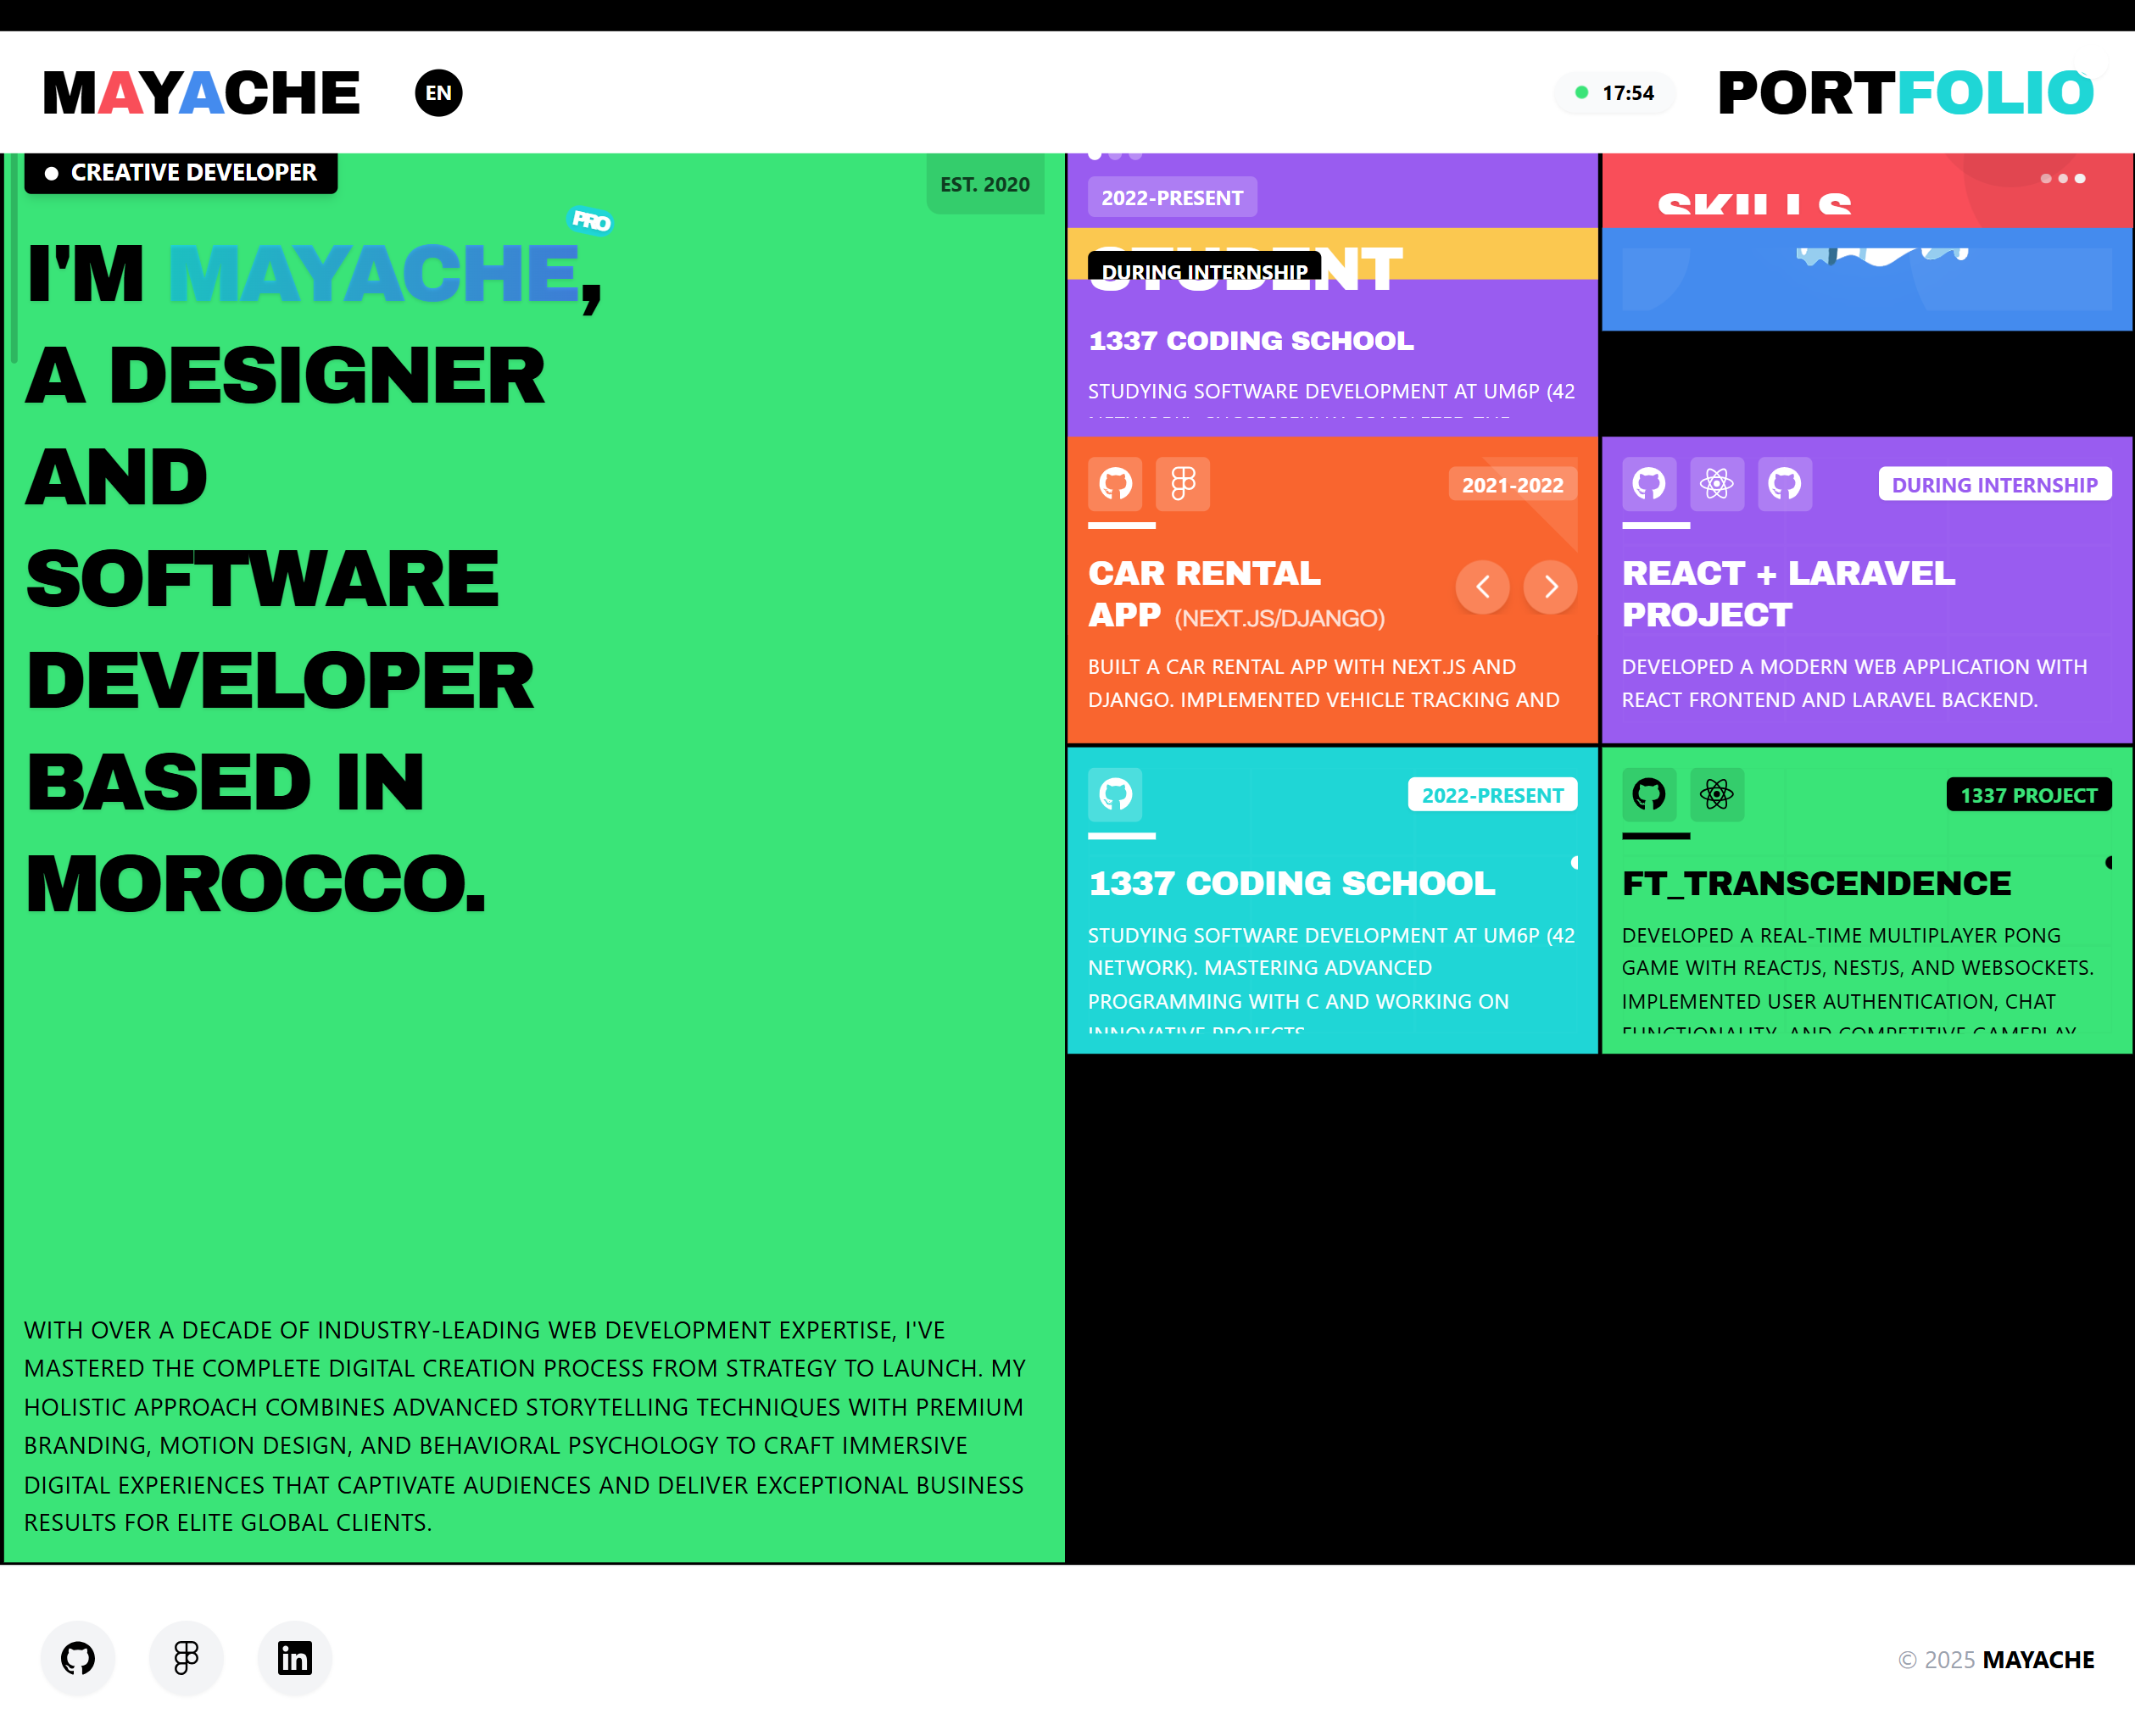 MAYACHE
EN
17:54
PORTFOLIO
CREATIVE DEVELOPER
EST. 2020
PRO
I'M MAYACHE,
A DESIGNER
AND
SOFTWARE
DEVELOPER
BASED IN
MOROCCO.
WITH OVER A DECADE OF INDUSTRY-LEADING WEB DEVELOPMENT EXPERTISE, I'VE
MASTERED THE COMPLETE DIGITAL CREATION PROCESS FROM STRATEGY TO LAUNCH. MY
HOLISTIC APPROACH COMBINES ADVANCED STORYTELLING TECHNIQUES WITH PREMIUM
BRANDING, MOTION DESIGN, AND BEHAVIORAL PSYCHOLOGY TO CRAFT IMMERSIVE
DIGITAL EXPERIENCES THAT CAPTIVATE AUDIENCES AND DELIVER EXCEPTIONAL BUSINESS
RESULTS FOR ELITE GLOBAL CLIENTS.
2022-PRESENT
STUDENT
DURING INTERNSHIP
1337 CODING SCHOOL
STUDYING SOFTWARE DEVELOPMENT AT UM6P (42
SKILLS
2021-2022
CAR RENTAL
APP (NEXT.JS/DJANGO)
BUILT A CAR RENTAL APP WITH NEXT.JS AND
DJANGO. IMPLEMENTED VEHICLE TRACKING AND
DURING INTERNSHIP
REACT + LARAVEL
PROJECT
DEVELOPED A MODERN WEB APPLICATION WITH
REACT FRONTEND AND LARAVEL BACKEND.
2022-PRESENT
1337 CODING SCHOOL
STUDYING SOFTWARE DEVELOPMENT AT UM6P (42
NETWORK). MASTERING ADVANCED
PROGRAMMING WITH C AND WORKING ON
INNOVATIVE PROJECTS
1337 PROJECT
FT_TRANSCENDENCE
DEVELOPED A REAL-TIME MULTIPLAYER PONG
GAME WITH REACTJS, NESTJS, AND WEBSOCKETS.
IMPLEMENTED USER AUTHENTICATION, CHAT
FUNCTIONALITY, AND COMPETITIVE GAMEPLAY
© 2025 MAYACHE